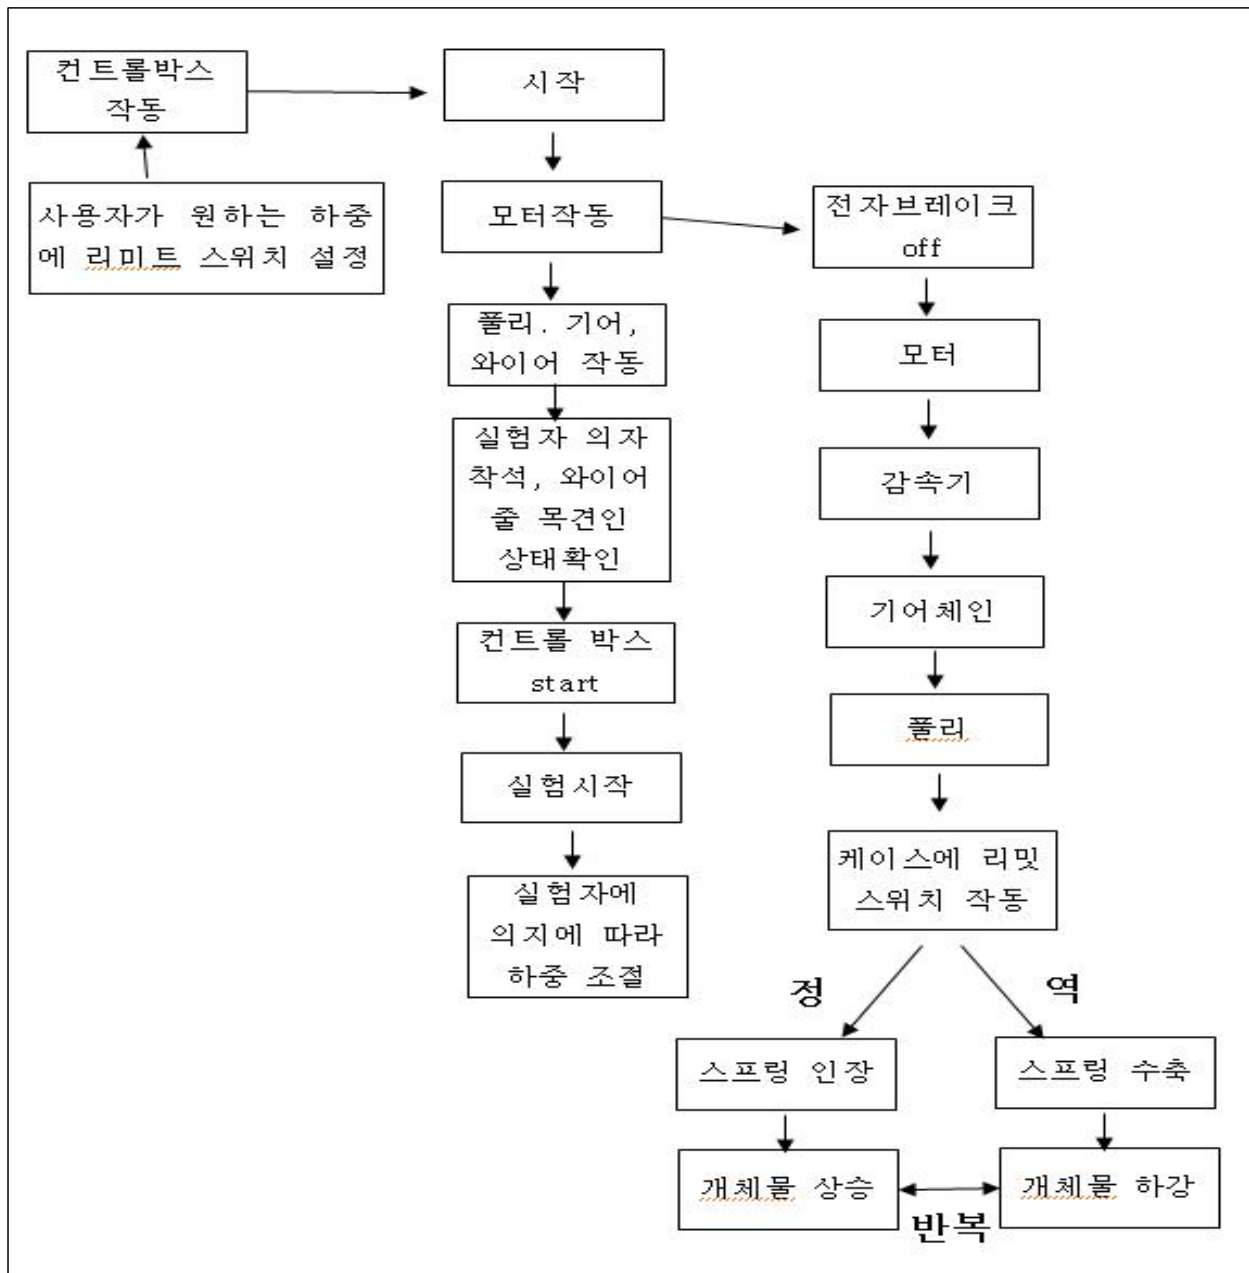 컨트롤박스
작동
시작
사용자가 원하는 하중
에 리미트 스위치 설정
모터작동
전자브레이크
off
풀리. 기어,
와이어 작동
모터
실험자 의자
착석, 와이어
줄 목견인
상태확인
감속기
기어체인
컨트롤 박스
start
풀리
실험시작
케이스에 리밋
스위치 작동
실험자에
의지에 따라
하중 조절
정
역
스프링 인장
스프링 수축
개체물 상승
개체물 하강
반복